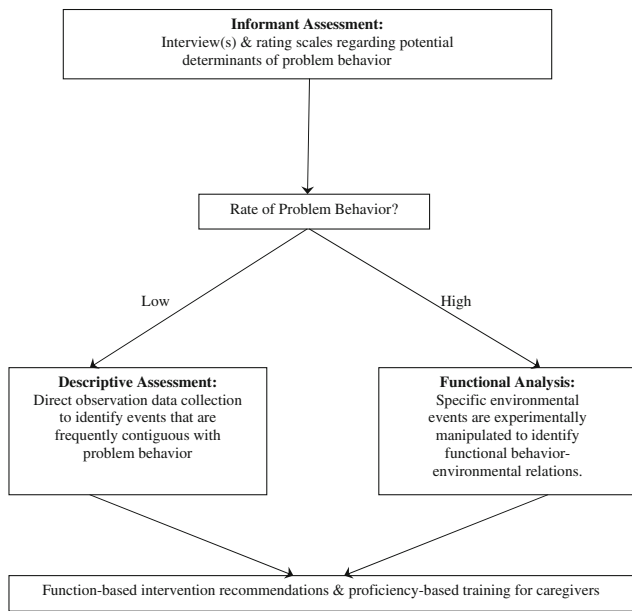 Informant Assessment:
Interview(s) & rating scales regarding potential
determinants of problem behavior
Rate of Problem Behavior?
Low
High
Descriptive Assessment:
Direct observation data collection
to identify events that are
frequently contiguous with
problem behavior
Functional Analysis:
Specific environmental
events are experimentally
manipulated to identify
functional behavior-
environmental relations.
Function-based intervention recommendations & proficiency-based training for caregivers